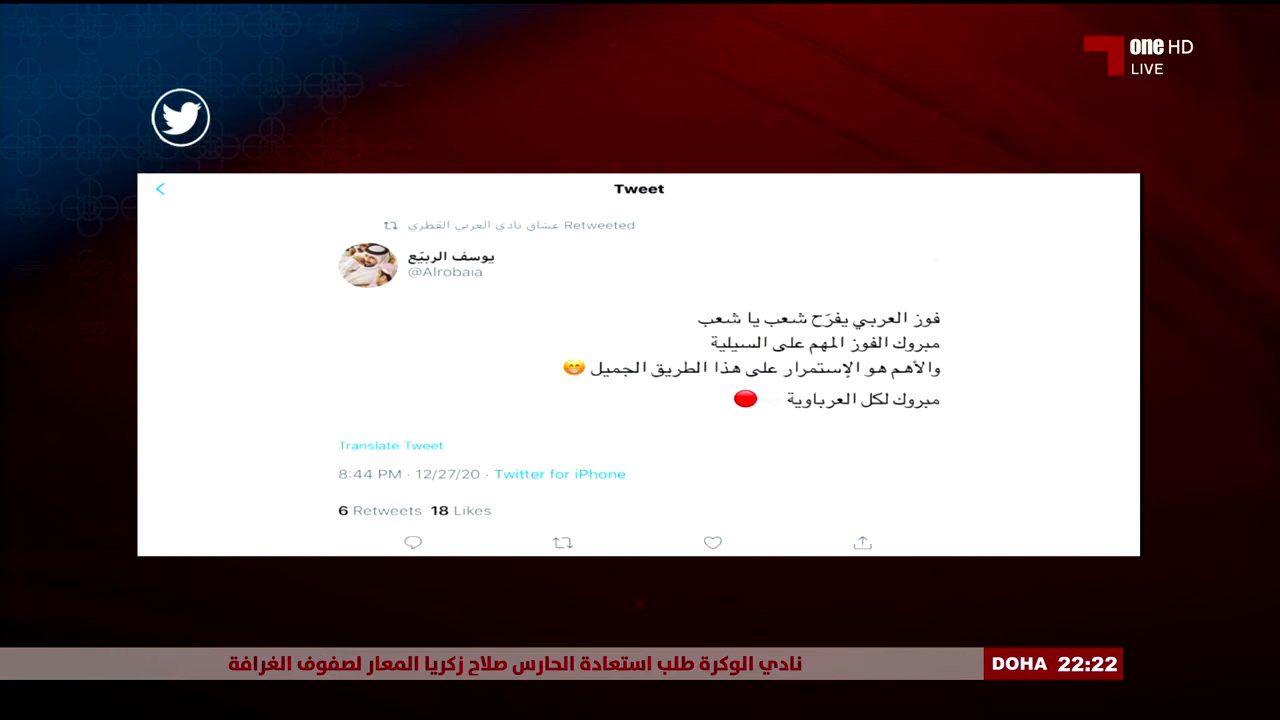 one HD
LIVE
Tweet
عشاق نادي العربي القطري Retweeted
يوسف الربيّع
@Alrobaia
فوز العربي يفرّح شعب يا شعب
مبروك الفوز المهم على السيلية
والأهم هو الإستمرار على هذا الطريق الجميل 😁
مبروك لكل العرباوية 🔴
Translate Tweet
8:44 PM · 12/27/20 · Twitter for iPhone
6 Retweets 18 Likes
نادي الوكرة طلب استعادة الحارس صلاح زكريا المعار لصفوف الغرافة
DOHA 22:22